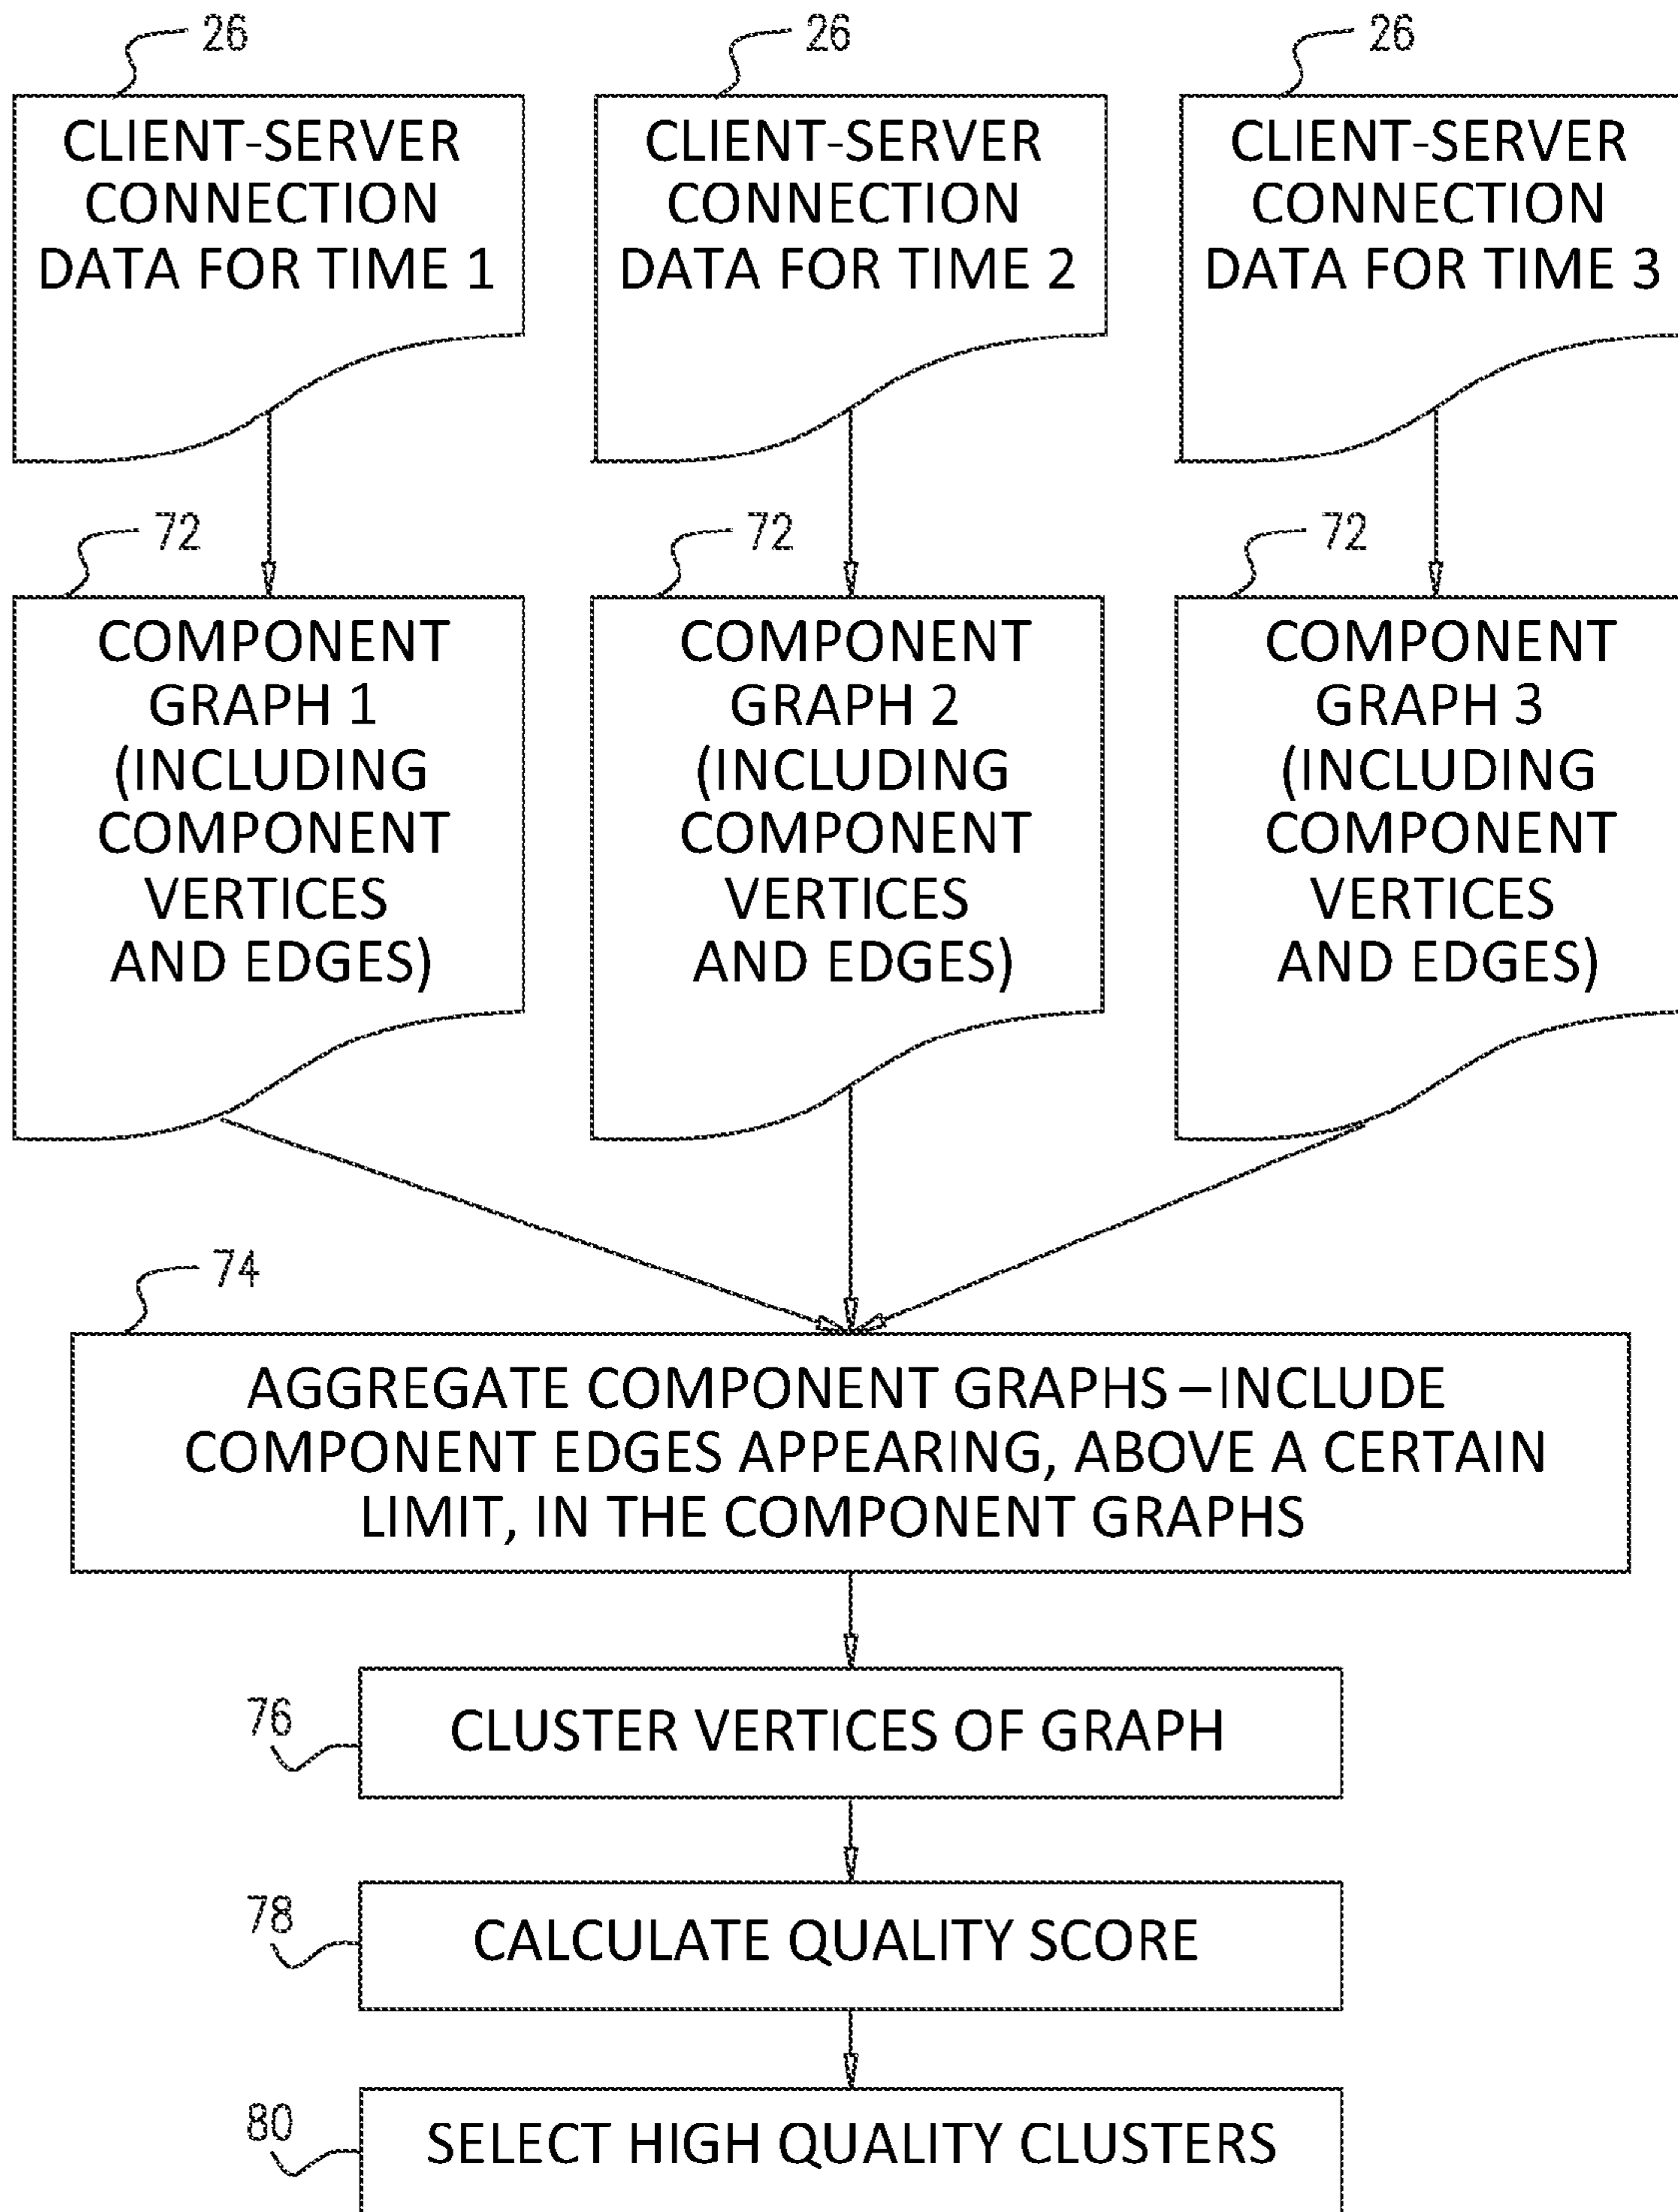 26
26
26
CLIENT-SERVER
CONNECTION
DATA FOR TIME 1
CLIENT-SERVER
CONNECTION
DATA FOR TIME 2
CLIENT-SERVER
CONNECTION
DATA FOR TIME 3
72
72
72
COMPONENT
GRAPH 1
(INCLUDING
COMPONENT
VERTICES
AND EDGES)
COMPONENT
GRAPH 2
(INCLUDING
COMPONENT
VERTICES
AND EDGES)
COMPONENT
GRAPH 3
(INCLUDING
COMPONENT
VERTICES
AND EDGES)
74
AGGREGATE COMPONENT GRAPHS – INCLUDE
COMPONENT EDGES APPEARING, ABOVE A CERTAIN
LIMIT, IN THE COMPONENT GRAPHS
76
CLUSTER VERTICES OF GRAPH
78
CALCULATE QUALITY SCORE
80
SELECT HIGH QUALITY CLUSTERS